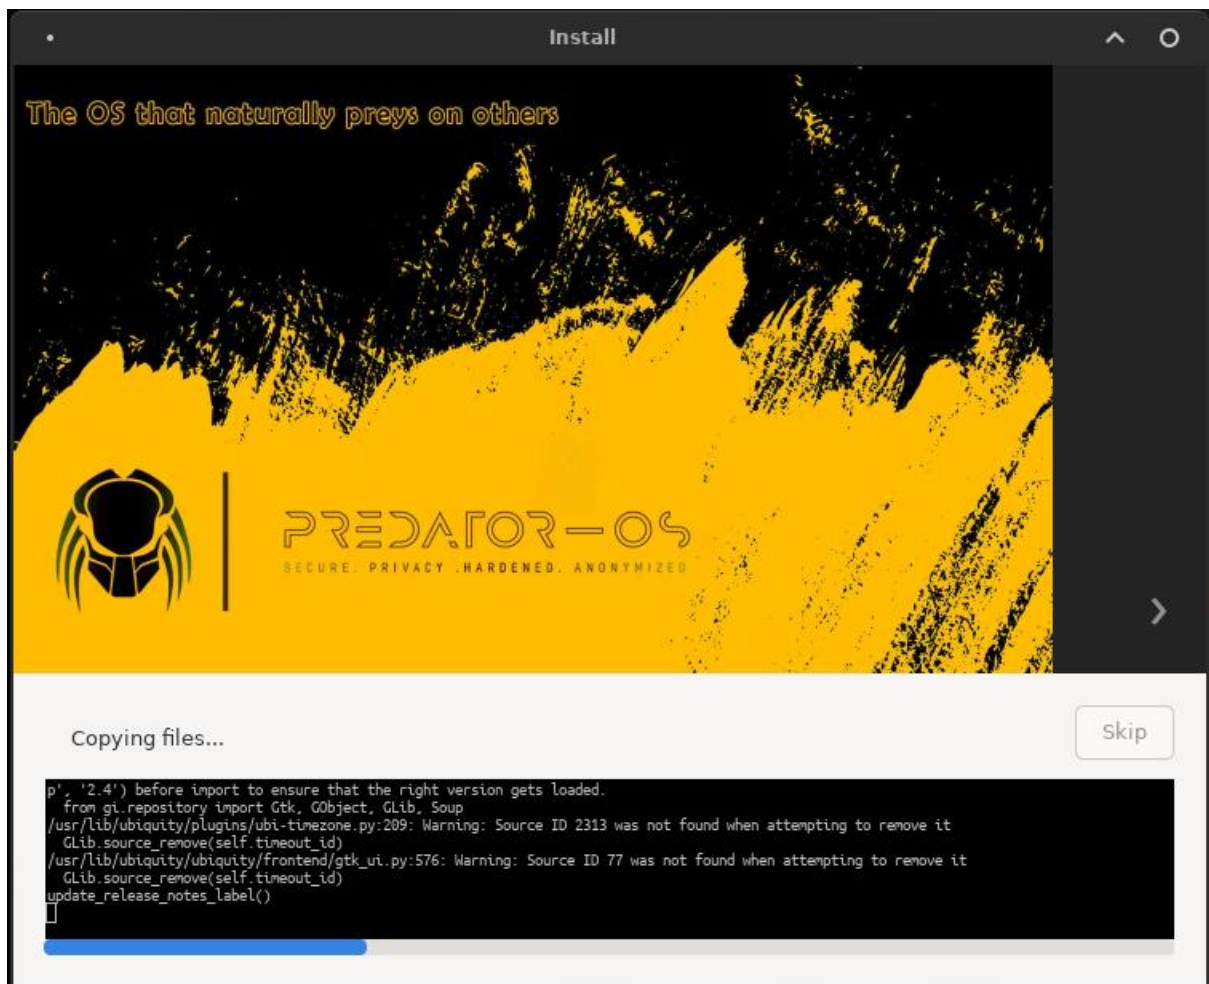 Install
The OS that naturally preys on others
PREDATOR-OS
SECURE. PRIVACY .HARDENED. ANONYMIZED
Copying files...
Skip
p', '2.4') before import to ensure that the right version gets loaded.
from gi.repository import Gtk, GObject, GLib, Soup
/usr/lib/ubiquity/plugins/ubi-timezone.py:209: Warning: Source ID 2313 was not found when attempting to remove it
GLib.source_remove(self.timeout_id)
/usr/lib/ubiquity/ubiquity/frontend/gtk_ui.py:576: Warning: Source ID 77 was not found when attempting to remove it
GLib.source_remove(self.timeout_id)
update_release_notes_label()